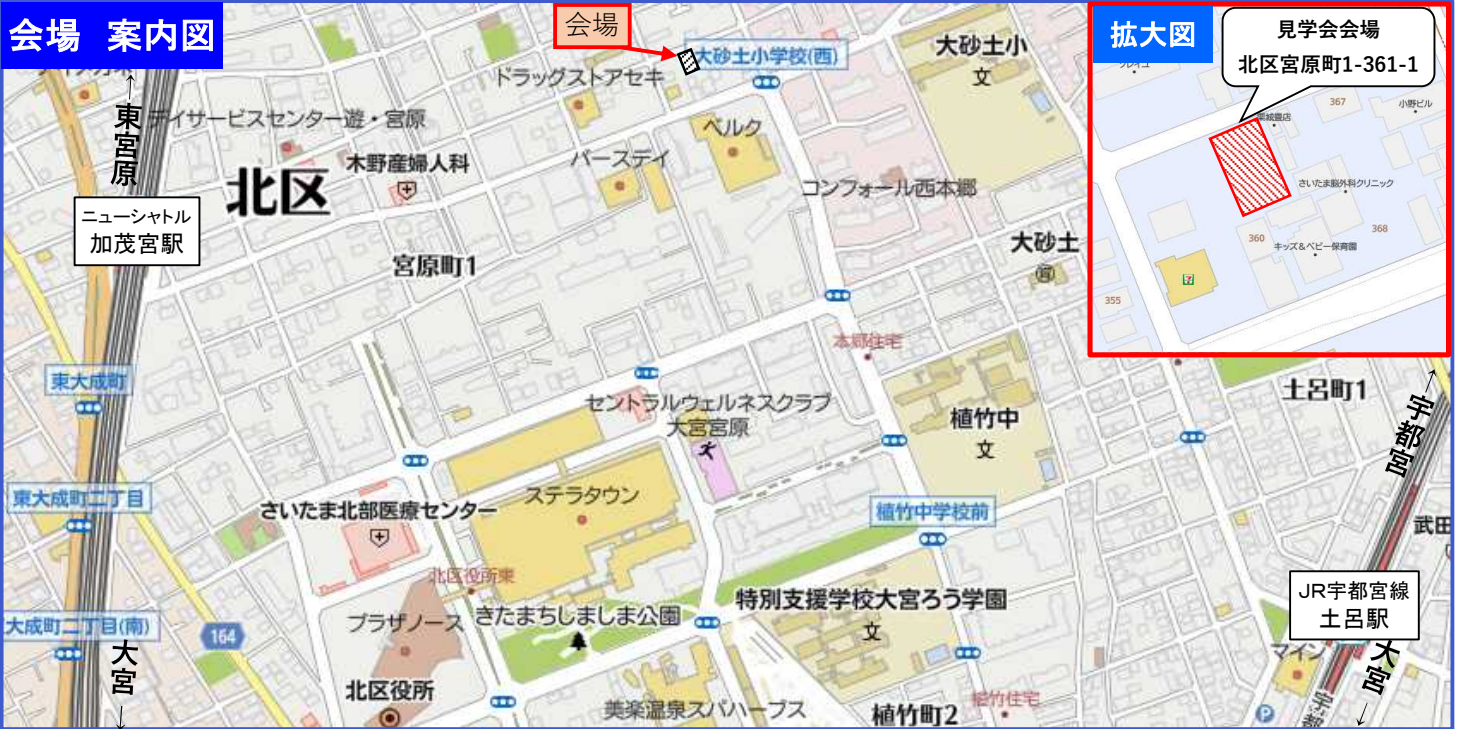 会場 案内図
会場
大砂土小学校(西)
ドラッグストアセキ
大砂土小
文
↑
東宮原
デイサービスセンター遊・宮原
木野産婦人科
北区
ベルク
バースデイ
コンフォール西本郷
ニューシャトル
加茂宮駅
宮原町1
大砂土
拡大図
見学会会場
北区宮原町1-361-1
367
小野ビル
さいたま脳外科クリニック
360
368
キッズ&ベビー保育園
7
355
本郷住宅
東大成町
セントラルウェルネスクラブ
大宮宮原
植竹中
文
土呂町1
↑
宇都宮
東大成町二丁目
さいたま北部医療センター
ステラタウン
植竹中学校前
武田
北区役所東
プラザノース
きたまちしましま公園
特別支援学校大宮ろう学園
文
JR宇都宮線
土呂駅
大成町二丁目(南)
164
大宮
↓
北区役所
美楽温泉スパハーブス
植竹町2
植竹住宅
マイン
P
宇都
大宮
↓